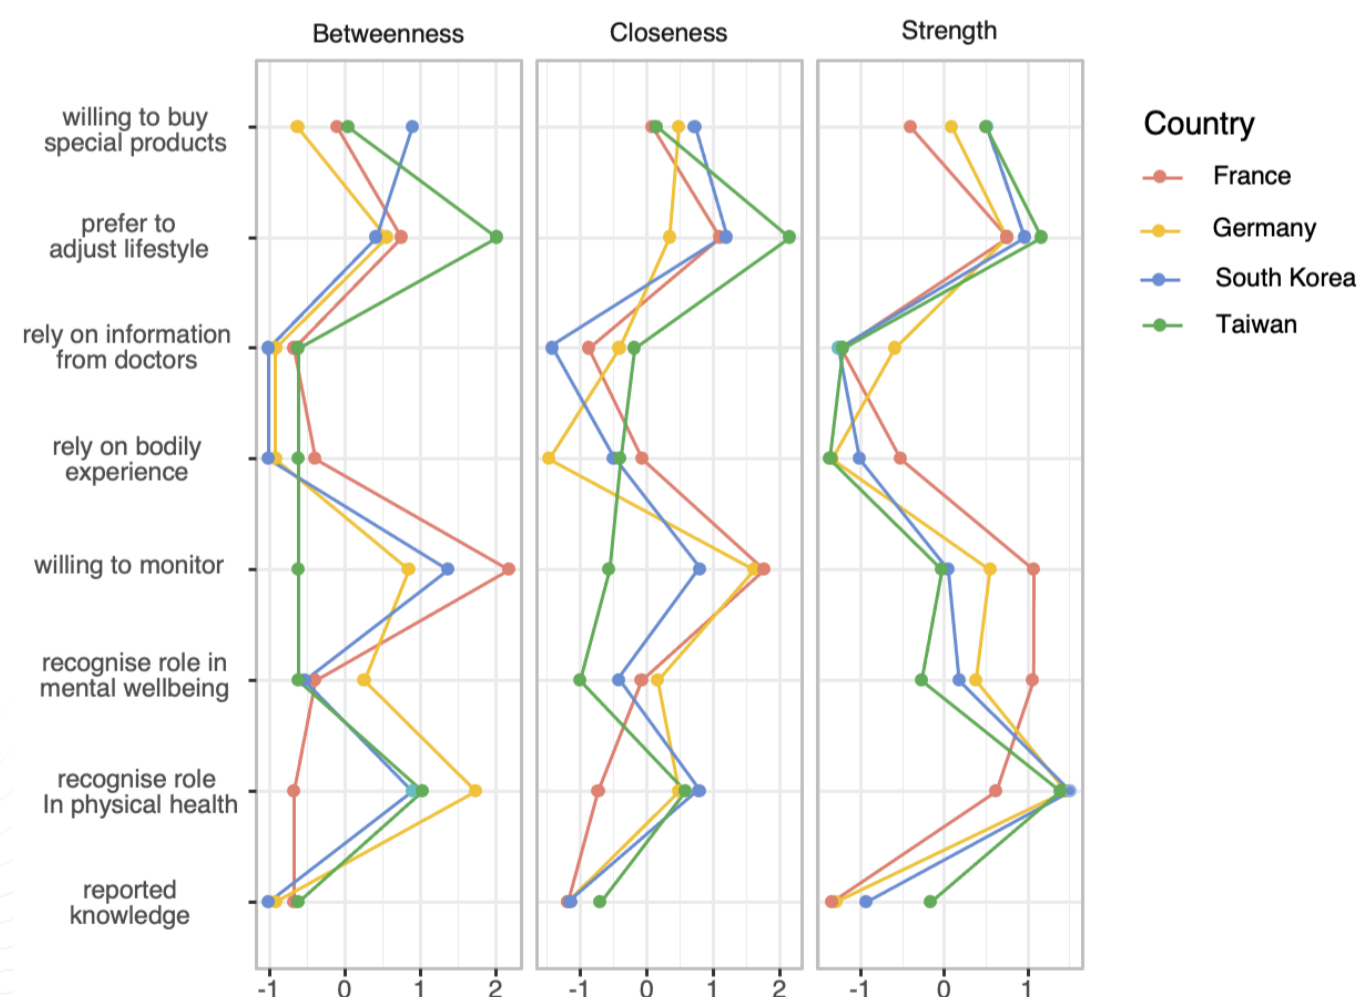 Betweenness
Closeness
Strength
willing to buy
special products
prefer to
adjust lifestyle
rely on information
from doctors
rely on bodily
experience
willing to monitor
recognise role in
mental wellbeing
recognise role
In physical health
reported
knowledge
-1 0 1 2
-1 0 1 2
-1 0 1
Country
France
Germany
South Korea
Taiwan